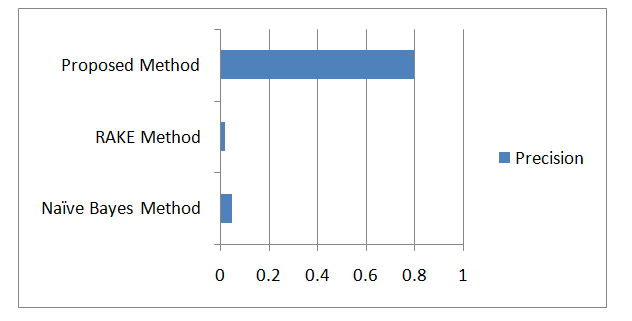 Proposed Method
RAKE Method
Naïve Bayes Method
0 0.2 0.4 0.6 0.8 1
Precision